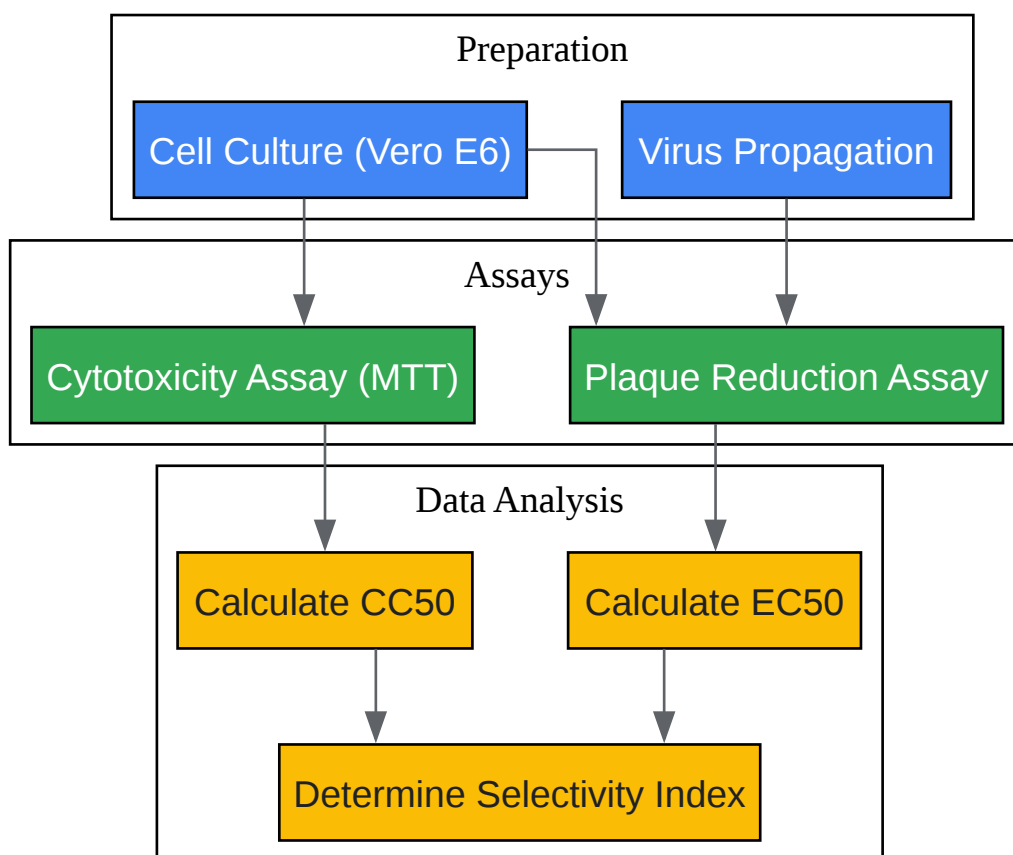 Preparation
Cell Culture (Vero E6)
Virus Propagation
Assays
Cytotoxicity Assay (MTT)
Plaque Reduction Assay
Data Analysis
Calculate CC50
Calculate EC50
Determine Selectivity Index